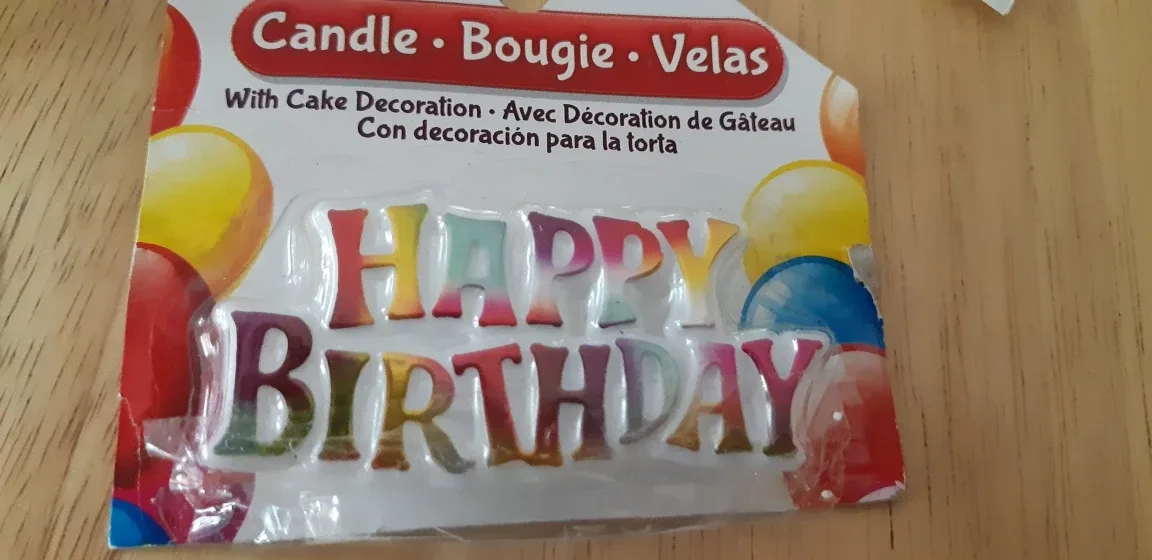 Candle • Bougie • Velas
With Cake Decoration • Avec Décoration de Gâteau
Con decoración para la torta
HAPPY
BIRTHDAY